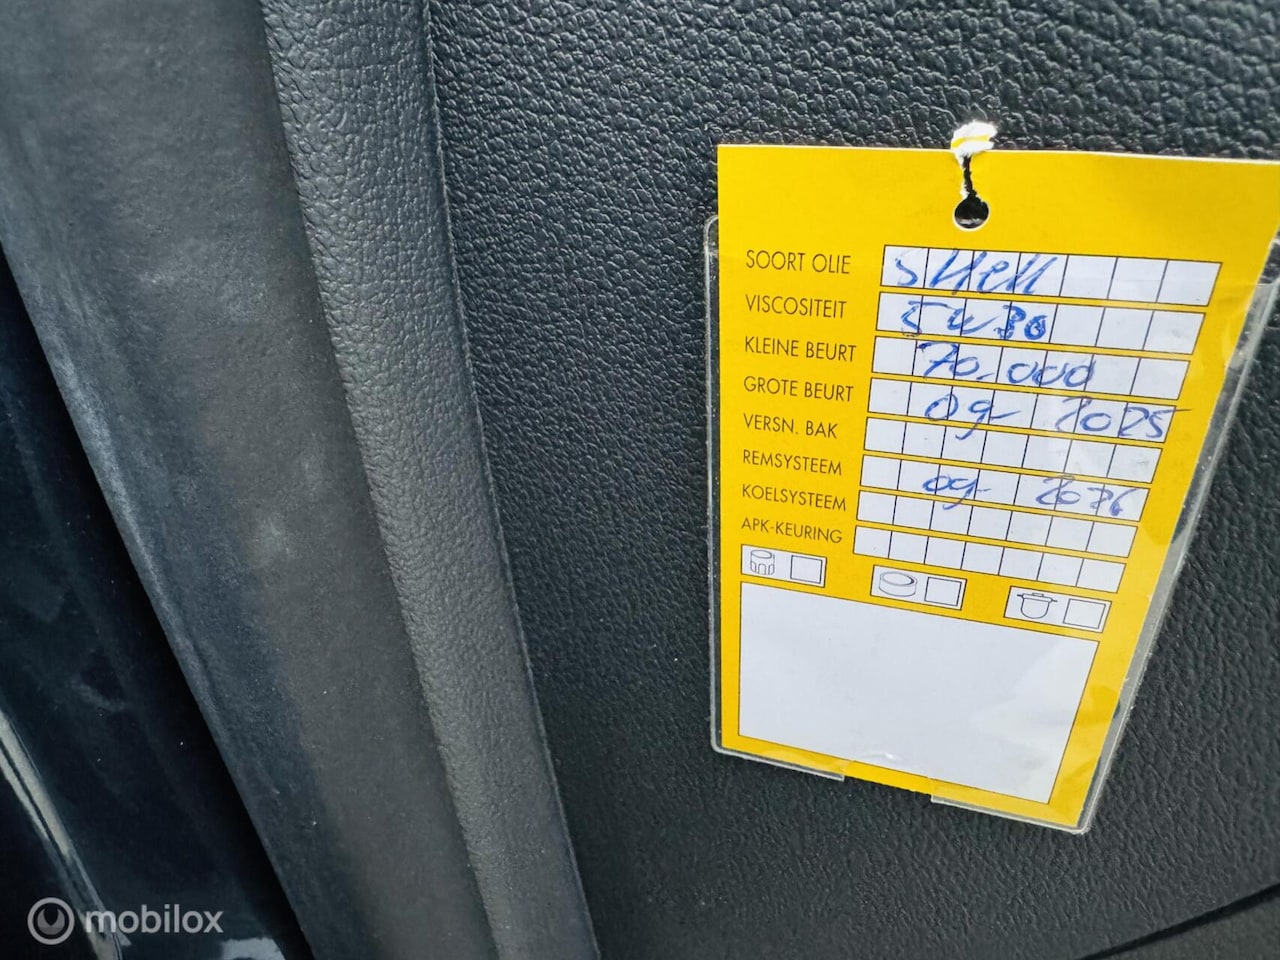 SOORT OLIE SHell
VISCOSITEIT 5W30
KLEINE BEURT 70.000
GROTE BEURT 09- 2025
VERSN. BAK
REMSYSTEEM 09- 2026
KOELSYSTEEM
APK-KEURING
mobilox